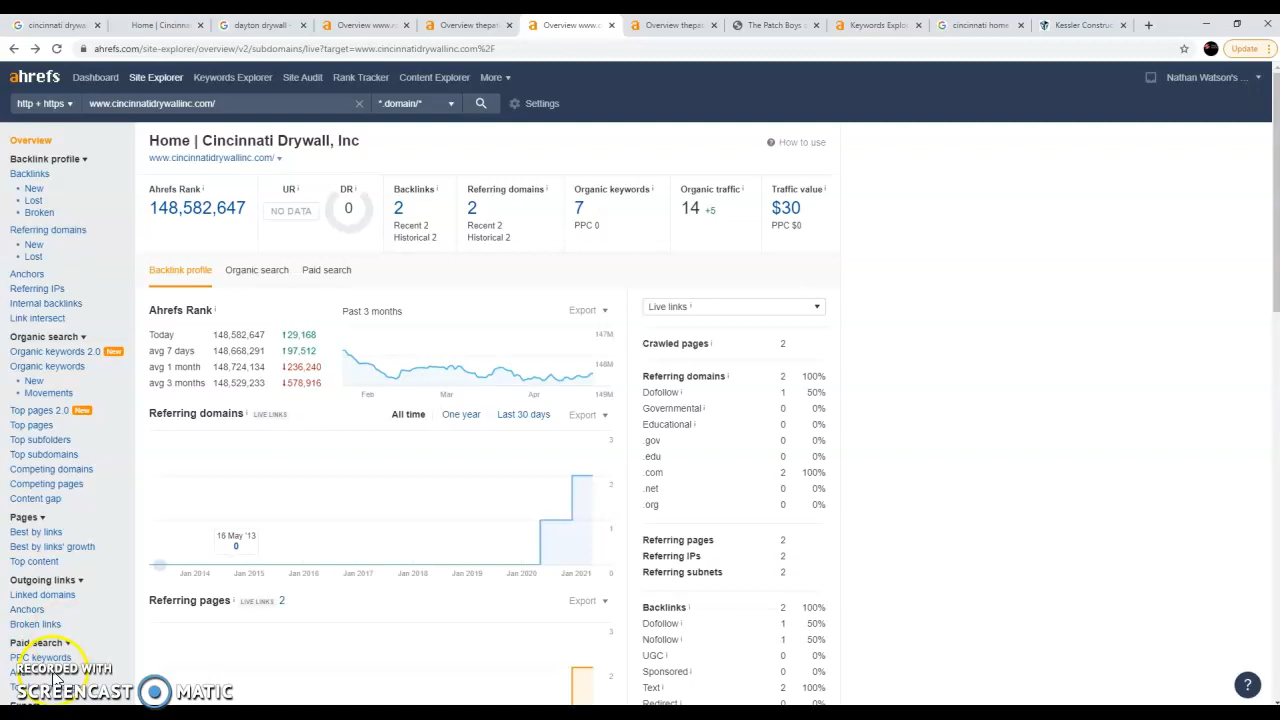 cincinnati dryw
Home | Cincinnat
dayton drywall
Overview www.c
Overview thepat
Overview www.c
Overview thepat
The Patch Boys
Keywords Explo
cincinnati home
Kessler Construc
ahrefs.com/site-explorer/overview/v2/subdomains/live?target=www.cincinnatidrywallinc.com%2F
Update
ahrefs Dashboard Site Explorer Keywords Explorer Site Audit Rank Tracker Content Explorer More
Nathan Watson's ...
http + https www.cincinnatidrywallinc.com/ *.domain/* Settings
Overview
Backlink profile
Backlinks
New
Lost
Broken
Referring domains
New
Lost
Anchors
Referring IPs
Internal backlinks
Link intersect
Organic search
Organic keywords 2.0 New
Organic keywords
New
Movements
Top pages 2.0 New
Top pages
Top subfolders
Top subdomains
Competing domains
Competing pages
Content gap
Pages
Best by links
Best by links' growth
Top content
Outgoing links
Linked domains
Anchors
Broken links
Paid search
PPC keywords
RECORDED WITH
SCREENCAST MATIC
Home | Cincinnati Drywall, Inc
How to use
www.cincinnatidrywallinc.com/
Ahrefs Rank UR DR Backlinks Referring domains Organic keywords Organic traffic Traffic value
148,582,647 NO DATA 0 2 2 7 14 +5 $30
Recent 2 Recent 2 PPC 0 PPC $0
Historical 2 Historical 2
Backlink profile Organic search Paid search
Ahrefs Rank Past 3 months Export
Today 148,582,647 ↑29,168
avg 7 days 148,668,291 ↑97,512
avg 1 month 148,724,134 ↓236,240
avg 3 months 148,529,233 ↓578,916
147M
148M
149M
Feb Mar Apr
Referring domains LIVE LINKS All time One year Last 30 days Export
3
2
1
0
16 May '13
0
Jan 2014 Jan 2015 Jan 2016 Jan 2017 Jan 2018 Jan 2019 Jan 2020 Jan 2021
Referring pages LIVE LINKS 2 Export
3
2
Live links
Crawled pages 2
Referring domains 2 100%
Dofollow 1 50%
Governmental 0 0%
Educational 0 0%
.gov 0 0%
.edu 0 0%
.com 2 100%
.net 0 0%
.org 0 0%
Referring pages 2
Referring IPs 2
Referring subnets 2
Backlinks 2 100%
Dofollow 1 50%
Nofollow 1 50%
UGC 0 0%
Sponsored 0 0%
Text 2 100%
Redirect 0 0%
?